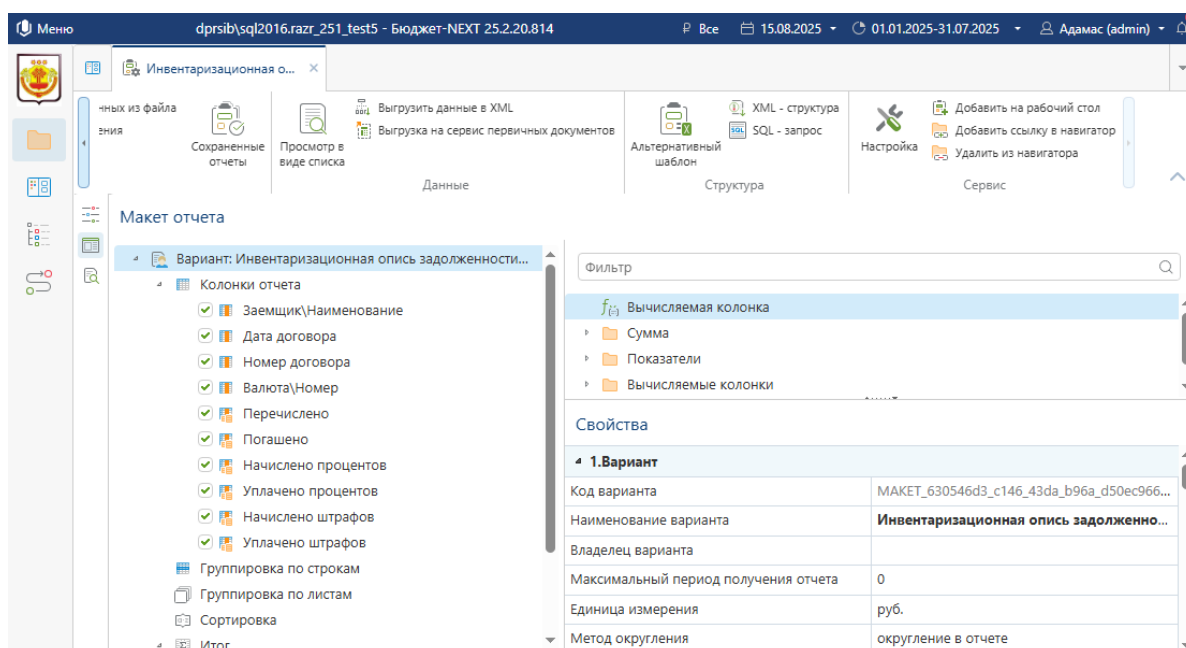 Меню
dprsib\sql2016.razr_251_test5 - Бюджет-NEXT 25.2.20.814
₽ Все
15.08.2025
01.01.2025-31.07.2025
Адамас (admin)
Инвентаризационная о...
нных из файла
ения
Сохраненные отчеты
Просмотр в виде списка
Выгрузить данные в XML
Выгрузка на сервис первичных документов
Данные
Альтернативный шаблон
XML - структура
SQL - запрос
Структура
Настройка
Добавить на рабочий стол
Добавить ссылку в навигатор
Удалить из навигатора
Сервис
Макет отчета
Вариант: Инвентаризационная опись задолженности...
Колонки отчета
Заемщик\Наименование
Дата договора
Номер договора
Валюта\Номер
Перечислено
Погашено
Начислено процентов
Уплачено процентов
Начислено штрафов
Уплачено штрафов
Группировка по строкам
Группировка по листам
Сортировка
Итог
Фильтр
Вычисляемая колонка
Сумма
Показатели
Вычисляемые колонки
Свойства
1.Вариант
Код варианта MAKET_630546d3_c146_43da_b96a_d50ec966...
Наименование варианта Инвентаризационная опись задолженно...
Владелец варианта
Максимальный период получения отчета 0
Единица измерения руб.
Метод округления округление в отчете